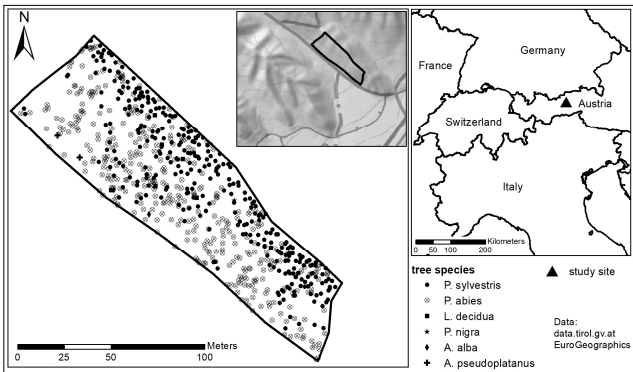 N
Meters
0 25 50 100
Germany
France
Austria
Switzerland
Italy
Kilometers
0 50 100 200
tree species
P. sylvestris
P. abies
L. decidua
P. nigra
A. alba
A. pseudoplatanus
study site
Data:
data.tirol.gv.at
EuroGeographics